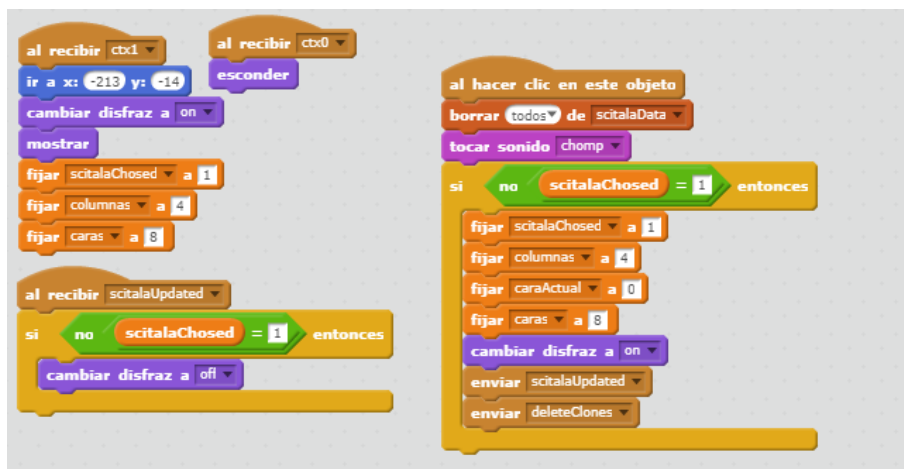 al recibir ctx1
ir a x: -213 y: -14
cambiar disfraz a on
mostrar
fijar scitalaChosed a 1
fijar columnas a 4
fijar caras a 8
al recibir ctx0
esconder
al recibir scitalaUpdated
si no scitalaChosed = 1 entonces
cambiar disfraz a off
al hacer clic en este objeto
borrar todos de scitalaData
tocar sonido chomp
si no scitalaChosed = 1 entonces
fijar scitalaChosed a 1
fijar columnas a 4
fijar caraActual a 0
fijar caras a 8
cambiar disfraz a on
enviar scitalaUpdated
enviar deleteClones